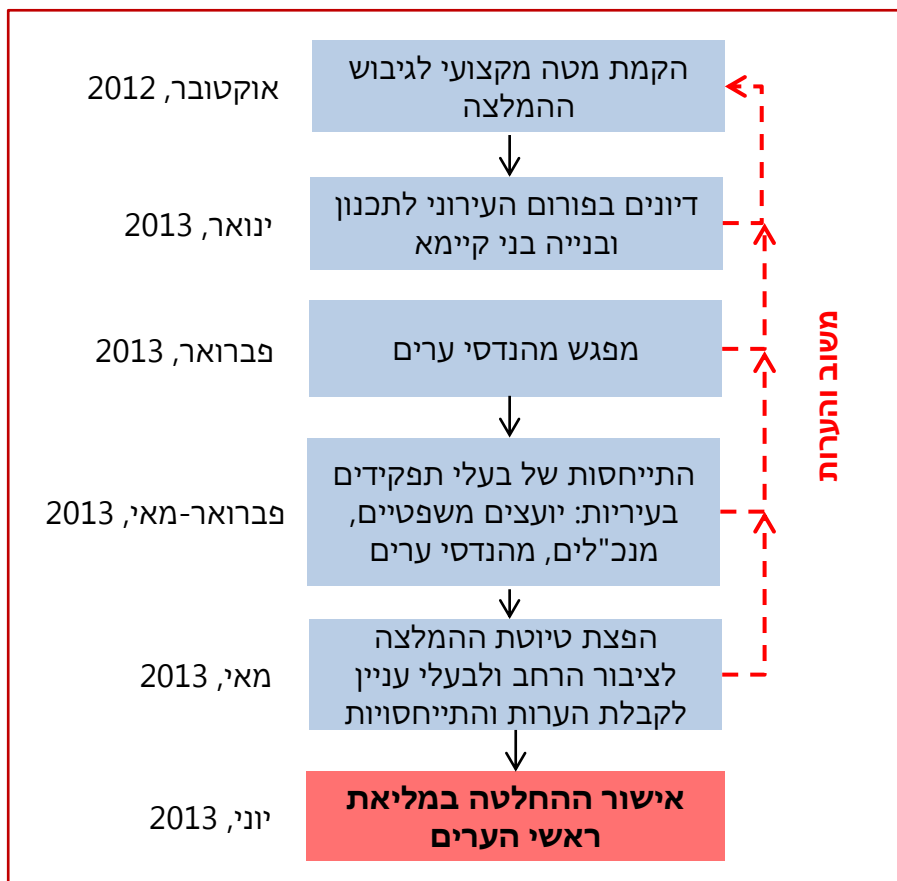 הקמת מטה מקצועי לגיבוש
ההמלצה
אוקטובר, 2012
דיונים בפורום העירוני לתכנון
ובנייה בני קיימא
ינואר, 2013
מפגש מהנדסי ערים
פברואר, 2013
התייחסות של בעלי תפקידים
בעיריות: יועצים משפטיים,
מנכ"לים, מהנדסי ערים
פברואר-מאי, 2013
הפצת טיוטת ההמלצה
לציבור הרחב ולבעלי עניין
לקבלת הערות והתייחסויות
מאי, 2013
אישור ההחלטה במליאת
ראשי הערים
יוני, 2013
משוב והערות